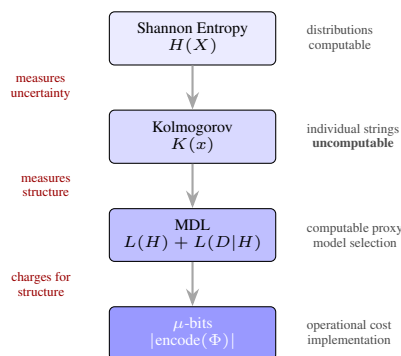 Shannon Entropy
H(X)
distributions
computable
measures
uncertainty
Kolmogorov
K(x)
individual strings
uncomputable
measures
structure
MDL
L(H) + L(D|H)
computable proxy
model selection
charges for
structure
μ-bits
|encode(Φ)|
operational cost
implementation